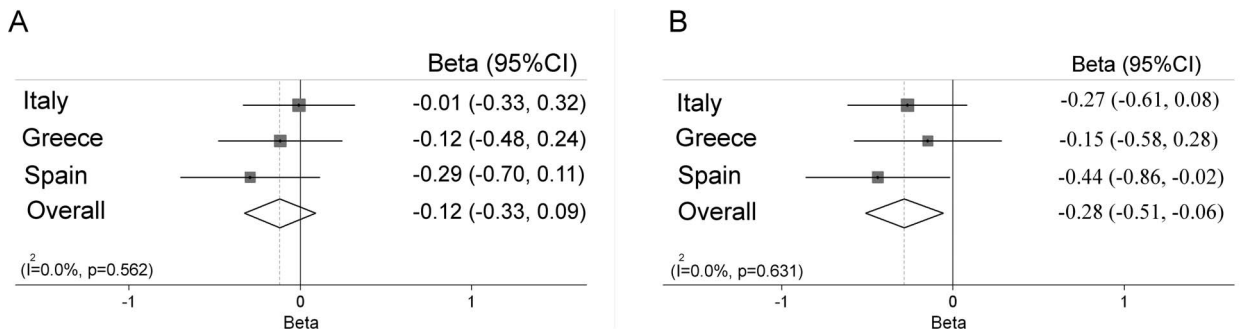 A
Beta (95%CI)
Italy -0.01 (-0.33, 0.32)
Greece -0.12 (-0.48, 0.24)
Spain -0.29 (-0.70, 0.11)
Overall -0.12 (-0.33, 0.09)
(I²=0.0%, p=0.562)
-1 0 1
Beta
B
Beta (95%CI)
Italy -0.27 (-0.61, 0.08)
Greece -0.15 (-0.58, 0.28)
Spain -0.44 (-0.86, -0.02)
Overall -0.28 (-0.51, -0.06)
(I²=0.0%, p=0.631)
-1 0 1
Beta